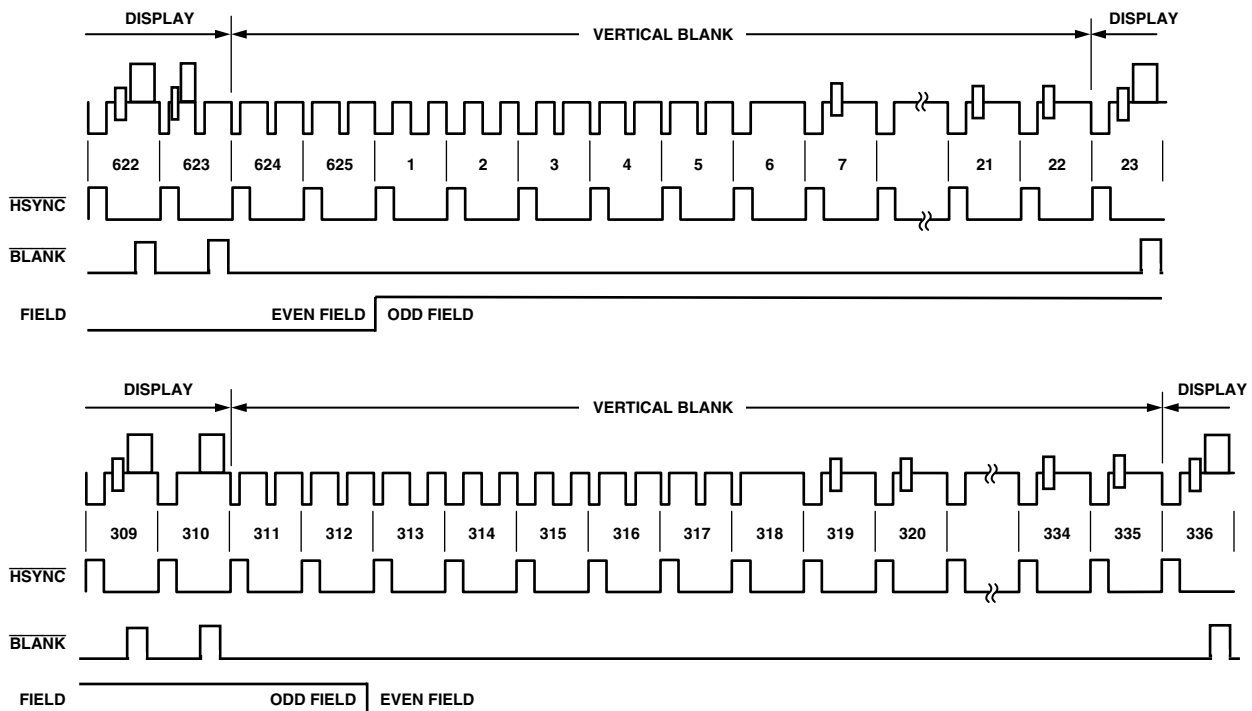 DISPLAY VERTICAL BLANK DISPLAY
622 623 624 625 1 2 3 4 5 6 7 21 22 23
HSYNC
BLANK
FIELD EVEN FIELD ODD FIELD
DISPLAY VERTICAL BLANK DISPLAY
309 310 311 312 313 314 315 316 317 318 319 320 334 335 336
HSYNC
BLANK
FIELD ODD FIELD EVEN FIELD